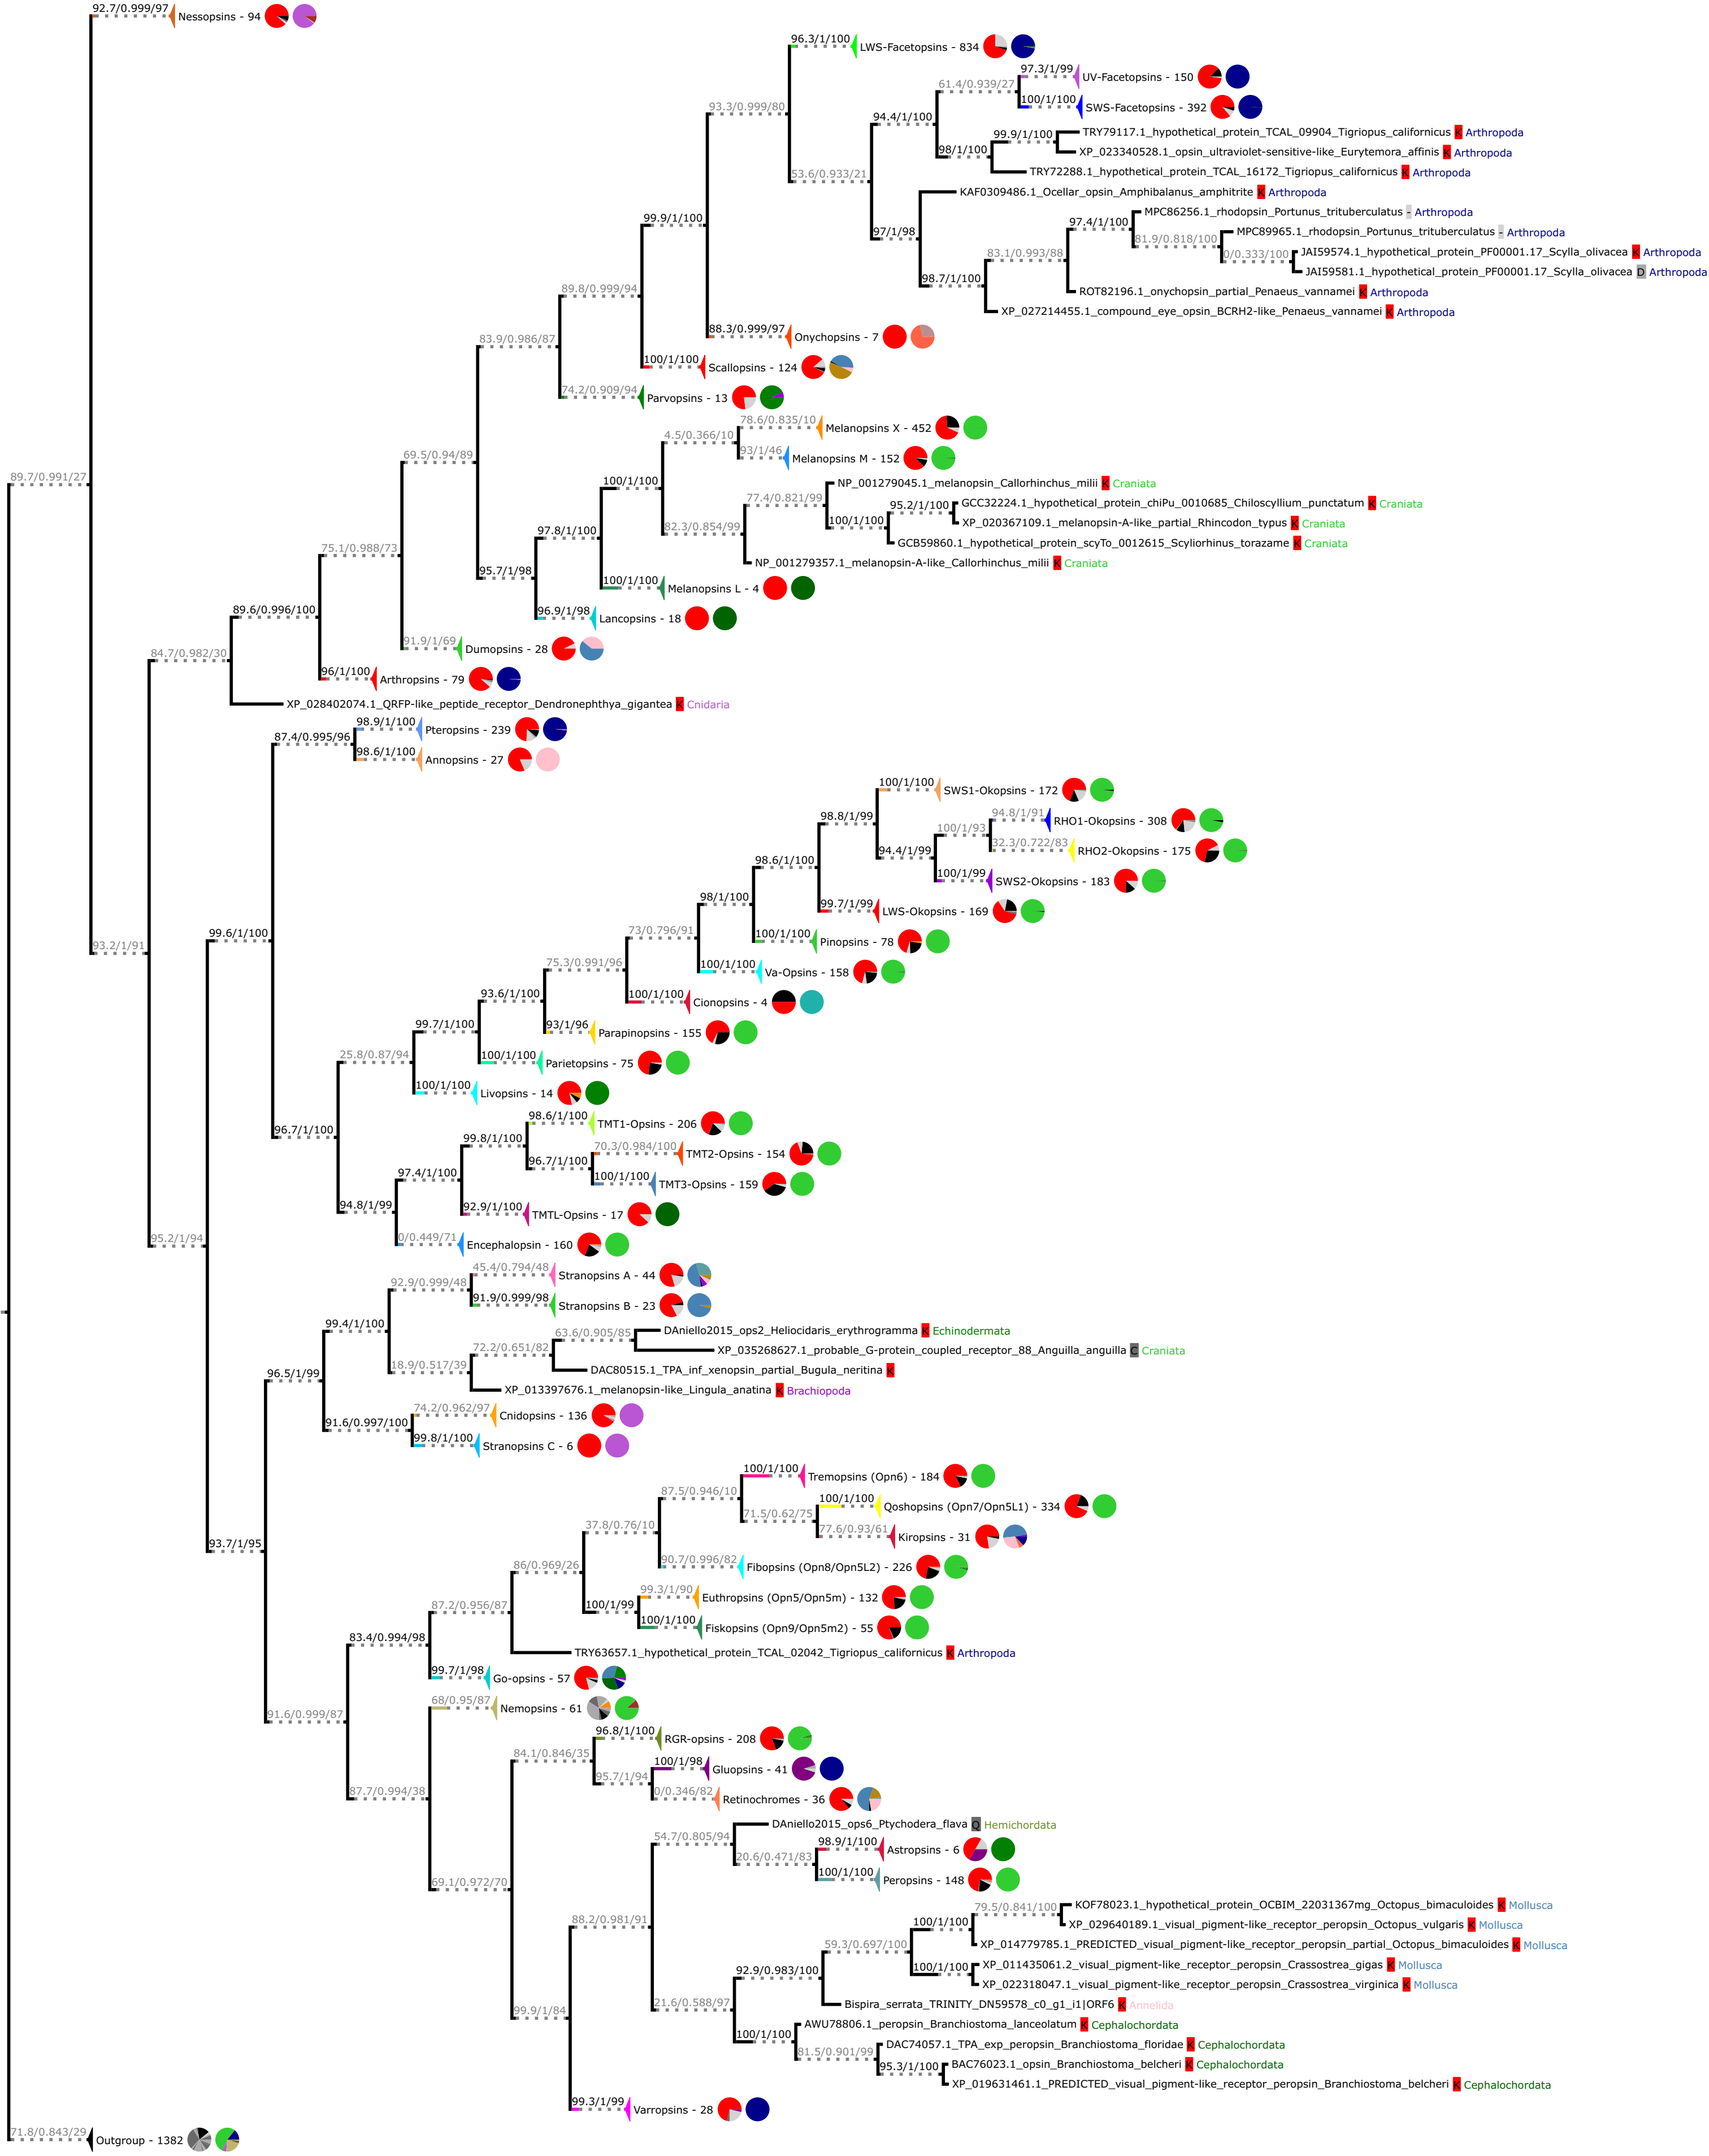 92.7/0.999/97 Nessopsins - 94
96.3/1/100 LWS-Facetopsins - 834
97.3/1/99 UV-Facetopsins - 150
61.4/0.939/27
100/1/100 SWS-Facetopsins - 392
93.3/0.999/80
94.4/1/100
99.9/1/100 TRY79117.1_hypothetical_protein_TCAL_09904_Tigriopus_californicus K Arthropoda
98/1/100 XP_023340528.1_opsin_ultraviolet-sensitive-like_Eurytemora_affinis K Arthropoda
53.6/0.933/21 TRY72288.1_hypothetical_protein_TCAL_16172_Tigriopus_californicus K Arthropoda
KAF0309486.1_Ocellar_opsin_Amphibalanus_amphitrite K Arthropoda
99.9/1/100 97.4/1/100 MPC86256.1_rhodopsin_Portunus_trituberculatus - Arthropoda
97/1/98 81.9/0.818/100 MPC89965.1_rhodopsin_Portunus_trituberculatus - Arthropoda
83.1/0.993/88 0/0.333/100 JAI59574.1_hypothetical_protein_PF00001.17_Scylla_olivacea K Arthropoda
JAI59581.1_hypothetical_protein_PF00001.17_Scylla_olivacea D Arthropoda
89.8/0.999/94 98.7/1/100 ROT82196.1_onychopsin_partial_Penaeus_vannamei K Arthropoda
XP_027214455.1_compound_eye_opsin_BCRH2-like_Penaeus_vannamei K Arthropoda
83.9/0.986/87 88.3/0.999/97 Onychopsins - 7
100/1/100 Scallopsins - 124
74.2/0.909/94 Parvopsins - 13
78.6/0.835/10 Melanopsins X - 452
4.5/0.366/10
93/1/46 Melanopsins M - 152
69.5/0.94/89
89.7/0.991/27 100/1/100 77.4/0.821/99 NP_001279045.1_melanopsin_Callorhinchus_milii K Craniata
95.2/1/100 GCC32224.1_hypothetical_protein_chiPu_0010685_Chiloscyllium_punctatum K Craniata
97.8/1/100 82.3/0.854/99 100/1/100 XP_020367109.1_melanopsin-A-like_partial_Rhincodon_typus K Craniata
75.1/0.988/73 GCB59860.1_hypothetical_protein_scyTo_0012615_Scyliorhinus_torazame K Craniata
NP_001279357.1_melanopsin-A-like_Callorhinchus_milii K Craniata
95.7/1/98 100/1/100 Melanopsins L - 4
89.6/0.996/100 96.9/1/98 Lancopsins - 18
91.9/1/69 Dumopsins - 28
84.7/0.982/30
96/1/100 Arthropsins - 79
XP_028402074.1_QRFP-like_peptide_receptor_Dendronephthya_gigantea K Cnidaria
98.9/1/100 Pteropsins - 239
87.4/0.995/96
98.6/1/100 Annopsins - 27
100/1/100 SWS1-Okopsins - 172
98.8/1/99 94.8/1/91 RHO1-Okopsins - 308
100/1/93
32.3/0.722/83 RHO2-Okopsins - 175
98.6/1/100 94.4/1/99
100/1/99 SWS2-Okopsins - 183
98/1/100 99.7/1/99 LWS-Okopsins - 169
73/0.796/91 100/1/100 Pinopsins - 78
99.6/1/100
93.2/1/91
75.3/0.991/96 100/1/100 Va-Opsins - 158
93.6/1/100 100/1/100 Cionopsins - 4
99.7/1/100 93/1/96 Parapinopsins - 155
25.8/0.87/94 100/1/100 Parietopsins - 75
100/1/100 Livopsins - 14
98.6/1/100 TMT1-Opsins - 206
96.7/1/100 99.8/1/100
70.3/0.984/100 TMT2-Opsins - 154
97.4/1/100 96.7/1/100
100/1/100 TMT3-Opsins - 159
94.8/1/99 92.9/1/100 TMTL-Opsins - 17
95.2/1/94 0/0.449/71 Encephalopsin - 160
45.4/0.794/48 Stranopsins A - 44
92.9/0.999/48
91.9/0.999/98 Stranopsins B - 23
99.4/1/100 63.6/0.905/85 DAniello2015_ops2_Heliocidaris_erythrogramma K Echinodermata
72.2/0.651/82 XP_035268627.1_probable_G-protein_coupled_receptor_88_Anguilla_anguilla C Craniata
18.9/0.517/39 DAC80515.1_TPA_inf_xenopsin_partial_Bugula_neritina K
96.5/1/99 XP_013397676.1_melanopsin-like_Lingula_anatina K Brachiopoda
91.6/0.997/100 74.2/0.962/97 Cnidopsins - 136
99.8/1/100 Stranopsins C - 6
100/1/100 Tremopsins (Opn6) - 184
87.5/0.946/10
100/1/100 Qoshopsins (Opn7/Opn5L1) - 334
71.5/0.62/75
37.8/0.76/10 77.6/0.93/61 Kiropsins - 31
93.7/1/95
86/0.969/26 90.7/0.996/82 Fibopsins (Opn8/Opn5L2) - 226
99.3/1/90 Euthropsins (Opn5/Opn5m) - 132
87.2/0.956/87 100/1/99
100/1/100 Fiskopsins (Opn9/Opn5m2) - 55
83.4/0.994/98 TRY63657.1_hypothetical_protein_TCAL_02042_Tigriopus_californicus K Arthropoda
99.7/1/98 Go-opsins - 57
91.6/0.999/87 68/0.95/87 Nemopsins - 61
96.8/1/100 RGR-opsins - 208
84.1/0.846/35
100/1/98 Gluopsins - 41
87.7/0.994/38 95.7/1/94
0/0.346/82 Retinochromes - 36
DAniello2015_ops6_Ptychodera_flava Q Hemichordata
54.7/0.805/94 98.9/1/100 Astropsins - 6
20.6/0.471/83
69.1/0.972/70 100/1/100 Peropsins - 148
79.5/0.841/100 KOF78023.1_hypothetical_protein_OCBIM_22031367mg_Octopus_bimaculoides K Mollusca
88.2/0.981/91 100/1/100 XP_029640189.1_visual_pigment-like_receptor_peropsin_Octopus_vulgaris K Mollusca
59.3/0.697/100 XP_014779785.1_PREDICTED_visual_pigment-like_receptor_peropsin_partial_Octopus_bimaculoides K Mollusca
92.9/0.983/100 100/1/100 XP_011435061.2_visual_pigment-like_receptor_peropsin_Crassostrea_gigas K Mollusca
XP_022318047.1_visual_pigment-like_receptor_peropsin_Crassostrea_virginica K Mollusca
99.9/1/84 21.6/0.588/97 Bispira_serrata_TRINITY_DN59578_c0_g1_i1|ORF6 K Annelida
100/1/100 AWU78806.1_peropsin_Branchiostoma_lanceolatum K Cephalochordata
81.5/0.901/99 DAC74057.1_TPA_exp_peropsin_Branchiostoma_floridae K Cephalochordata
95.3/1/100 BAC76023.1_opsin_Branchiostoma_belcheri K Cephalochordata
XP_019631461.1_PREDICTED_visual_pigment-like_receptor_peropsin_Branchiostoma_belcheri K Cephalochordata
99.3/1/99 Varropsins - 28
71.8/0.843/29 Outgroup - 1382